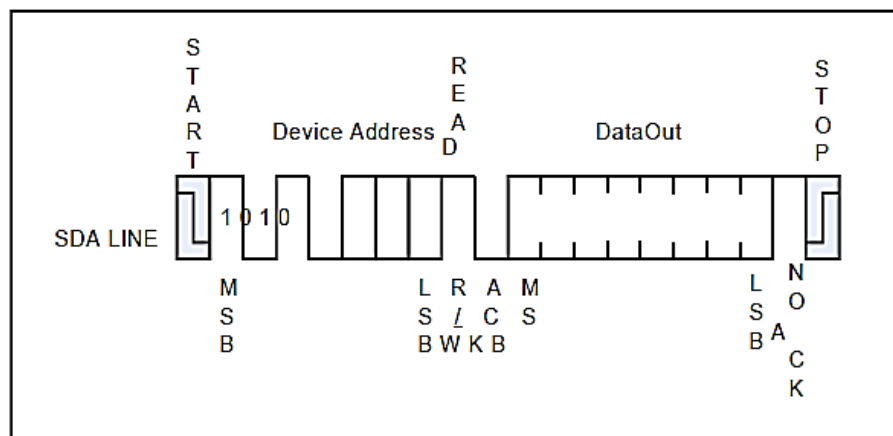 START
READ
STOP
Device Address
DataOut
1 0 1 0
SDA LINE
MSB
LSB
R/W
ACK
MSB
LSB
NO ACK